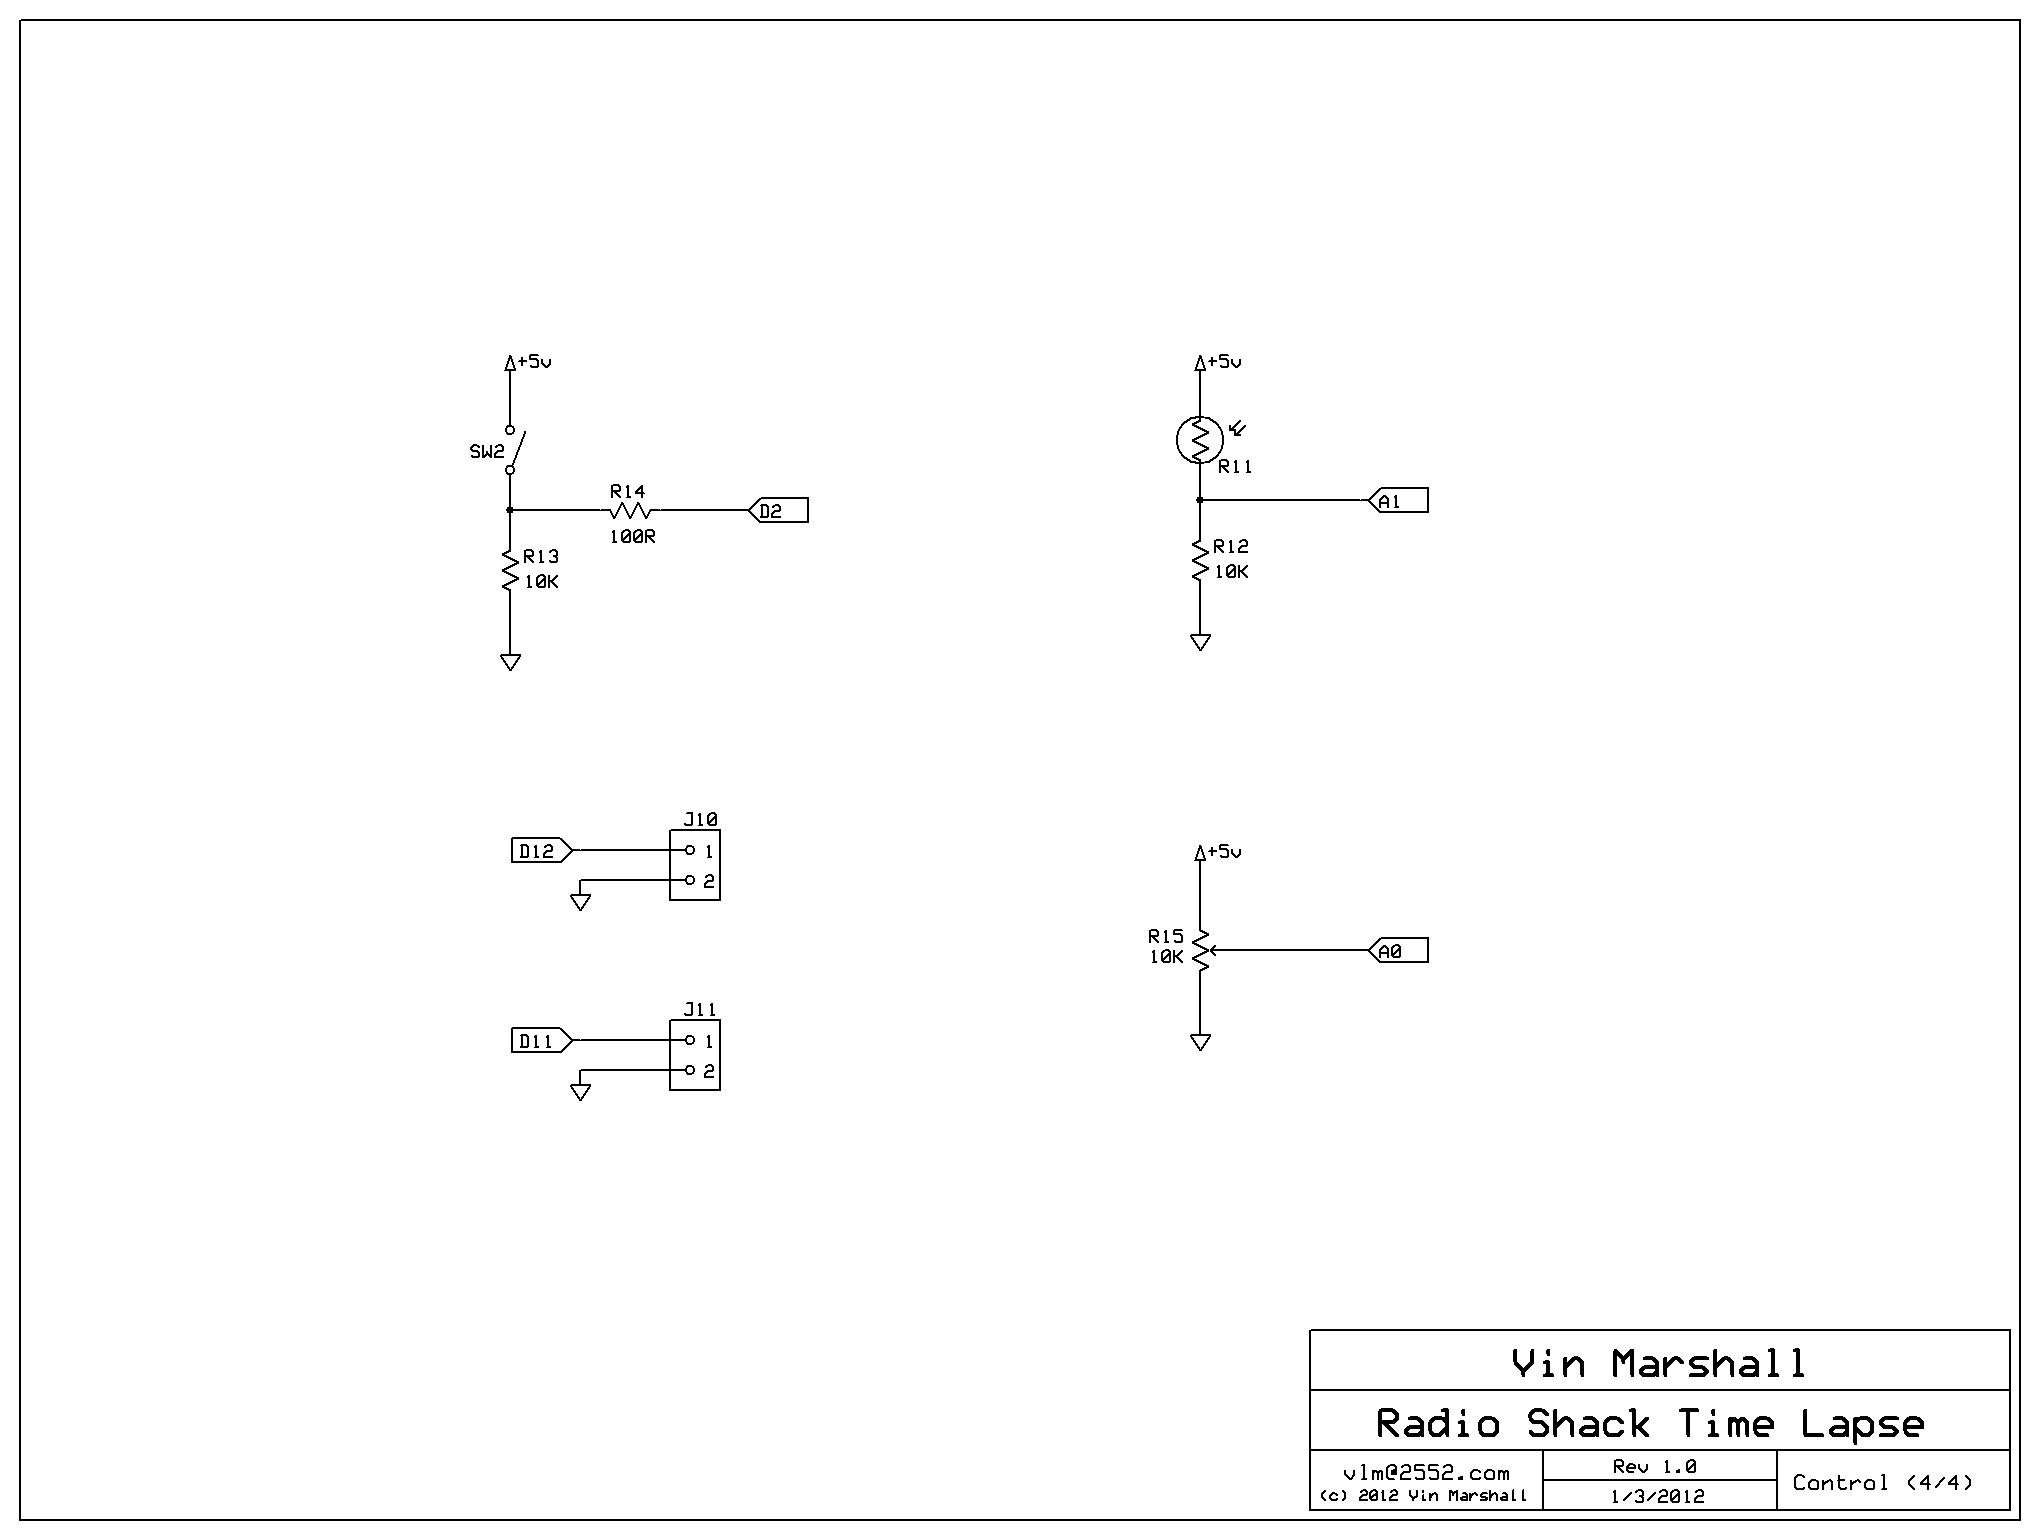 +5v
SW2
R14
100R
D2
R13
10K
+5v
R11
A1
R12
10K
J10
D12
1
2
J11
D11
1
2
+5v
R15
10K
A0
Vin Marshall
Radio Shack Time Lapse
vlm@2552.com
(c) 2012 Vin Marshall
Rev 1.0
1/3/2012
Control (4/4)